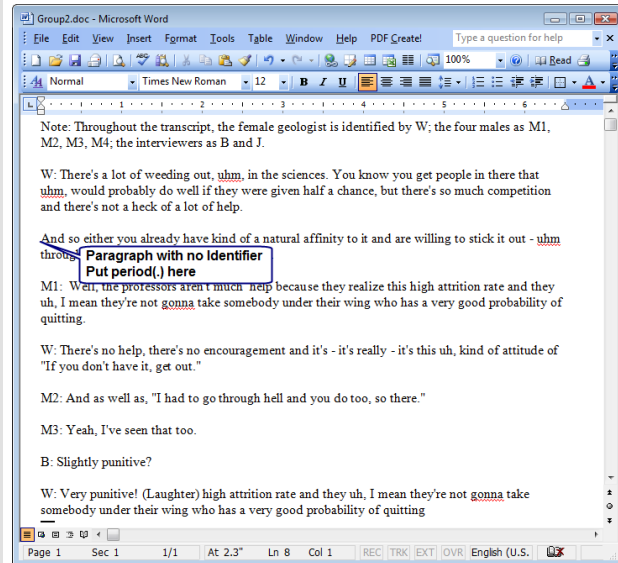 Group2.doc - Microsoft Word
File Edit View Insert Format Tools Table Window Help PDF Create! Type a question for help
100% Read
Normal Times New Roman 12 B I U A
1 2 3 4 5 6
Note: Throughout the transcript, the female geologist is identified by W; the four males as M1,
M2, M3, M4; the interviewers as B and J.
W: There's a lot of weeding out, uhm, in the sciences. You know you get people in there that
uhm, would probably do well if they were given half a chance, but there's so much competition
and there's not a heck of a lot of help.
And so either you already have kind of a natural affinity to it and are willing to stick it out - uhm
throug
Paragraph with no Identifier
Put period(.) here
M1: Well, the professors aren't much help because they realize this high attrition rate and they
uh, I mean they're not gonna take somebody under their wing who has a very good probability of
quitting.
W: There's no help, there's no encouragement and it's - it's really - it's this uh, kind of attitude of
"If you don't have it, get out."
M2: And as well as, "I had to go through hell and you do too, so there."
M3: Yeah, I've seen that too.
B: Slightly punitive?
W: Very punitive! (Laughter) high attrition rate and they uh, I mean they're not gonna take
somebody under their wing who has a very good probability of quitting
Page 1 Sec 1 1/1 At 2.3" Ln 8 Col 1 REC TRK EXT OVR English (U.S.